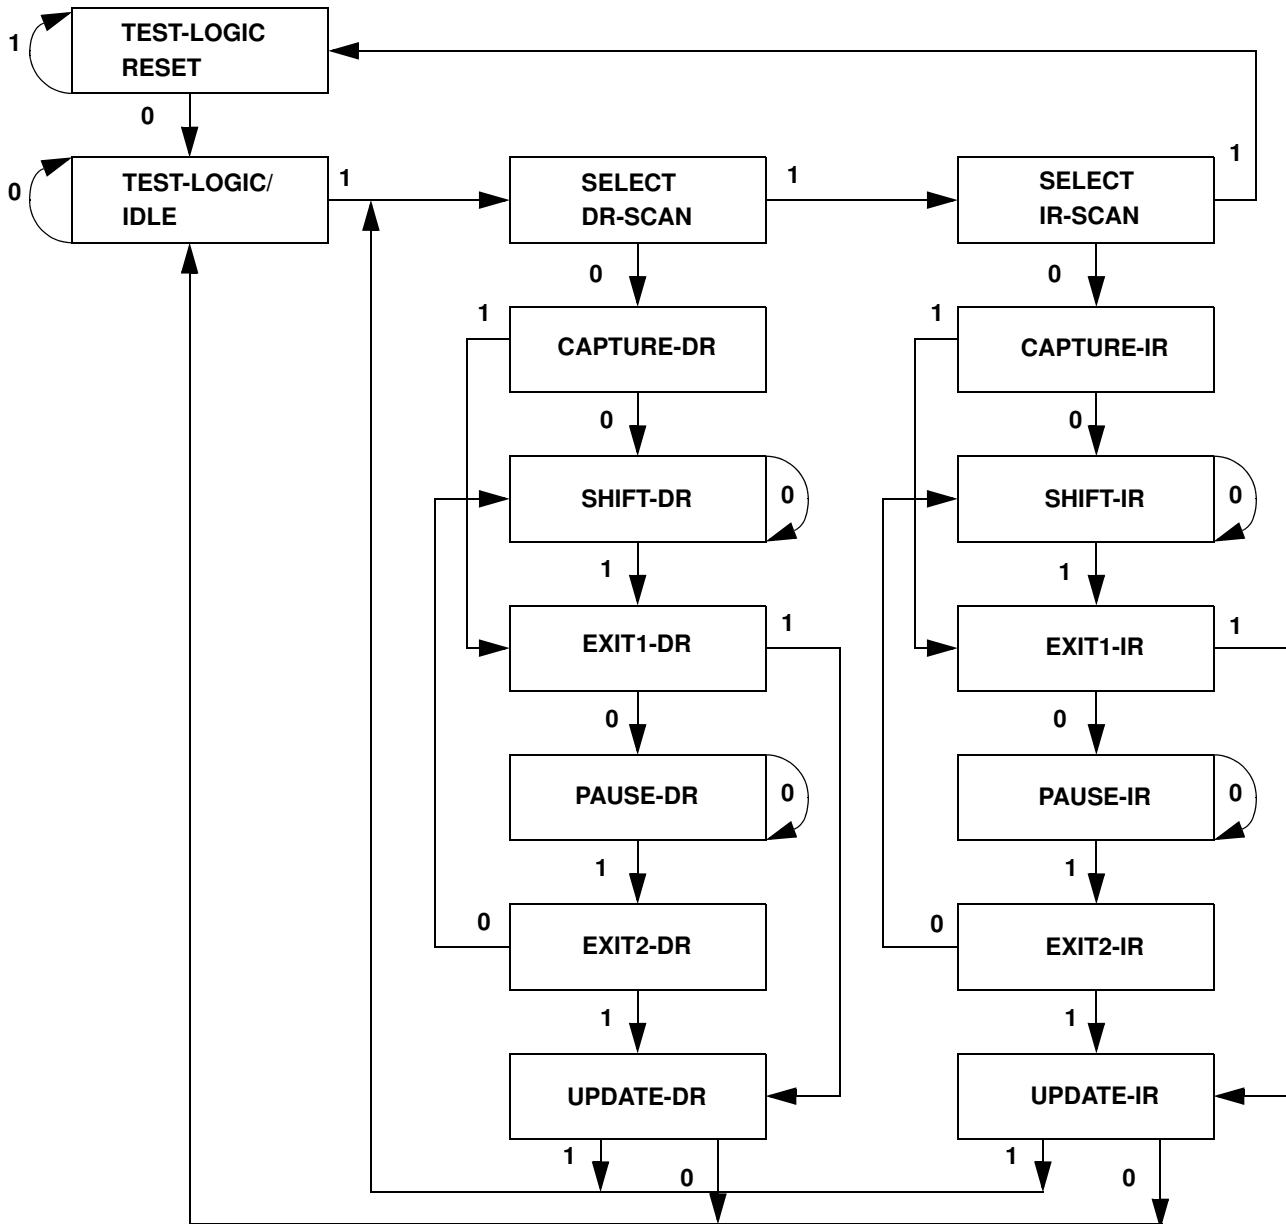 TEST-LOGIC
RESET
1
0
TEST-LOGIC/
IDLE
0
1
SELECT
DR-SCAN
1
SELECT
IR-SCAN
1
0
0
1
CAPTURE-DR
1
CAPTURE-IR
0
0
SHIFT-DR
0
SHIFT-IR
0
1
1
EXIT1-DR
1
EXIT1-IR
1
0
0
PAUSE-DR
0
PAUSE-IR
0
1
1
0
EXIT2-DR
0
EXIT2-IR
1
1
UPDATE-DR
UPDATE-IR
1
0
1
0